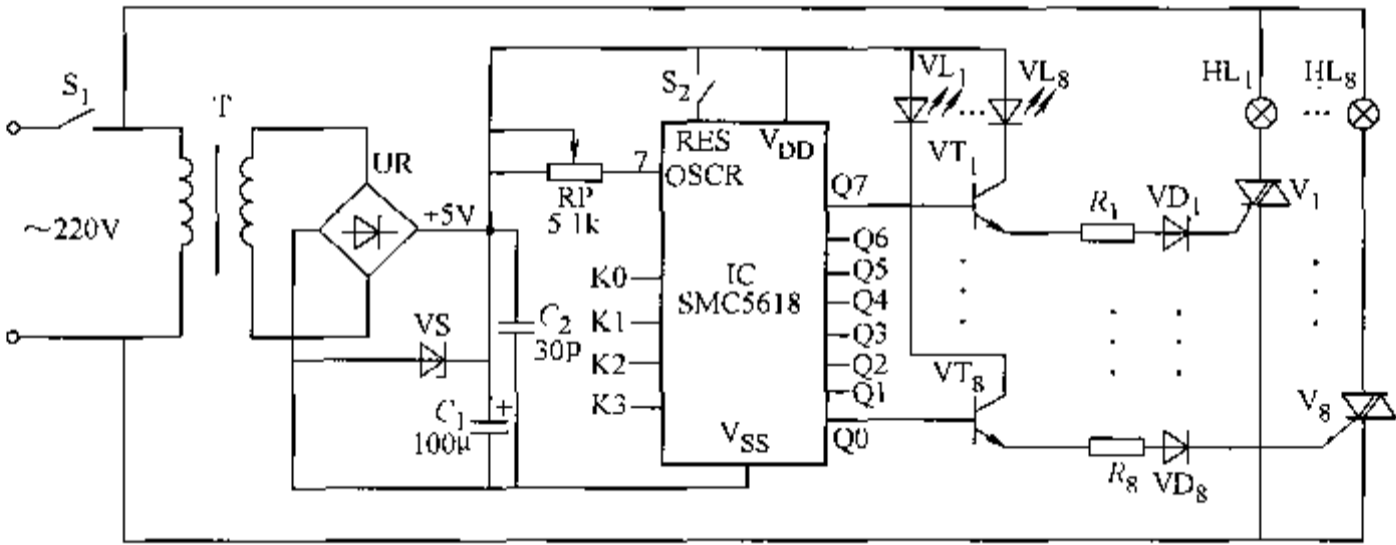 S₁
T
~220V
UR
+5V
VS
C₁
100μ
+
C₂
30p
RP
5 1k
7
S₂
RES
V_DD
OSCR
IC
SMC5618
V_SS
K0
K1
K2
K3
Q7
Q6
Q5
Q4
Q3
Q2
Q1
Q0
VL₁
...
VL₈
VT₁
VT₈
R₁
VD₁
R₈
VD₈
HL₁
...
HL₈
V₁
V₈